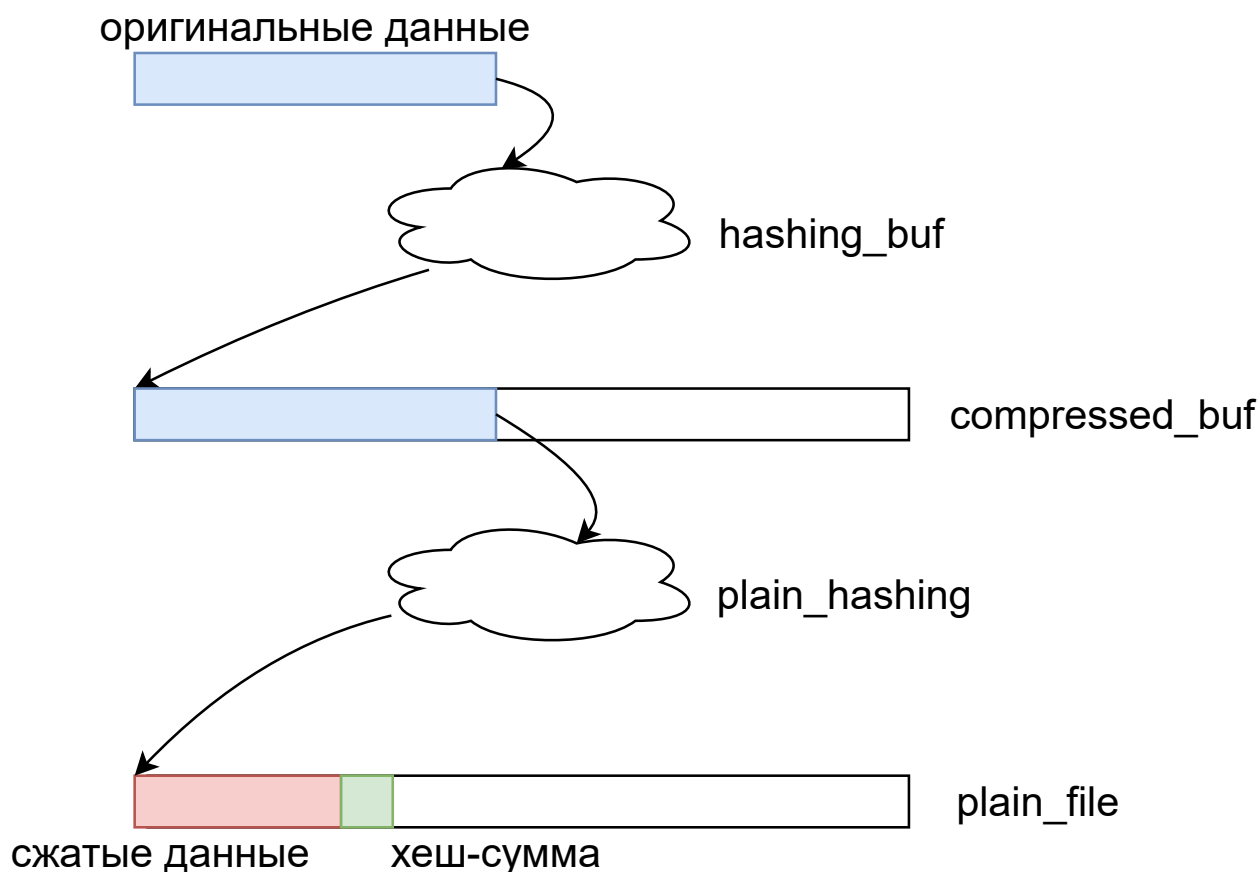 оригинальные данные
hashing_buf
compressed_buf
plain_hashing
plain_file
сжатые данные
хеш-сумма